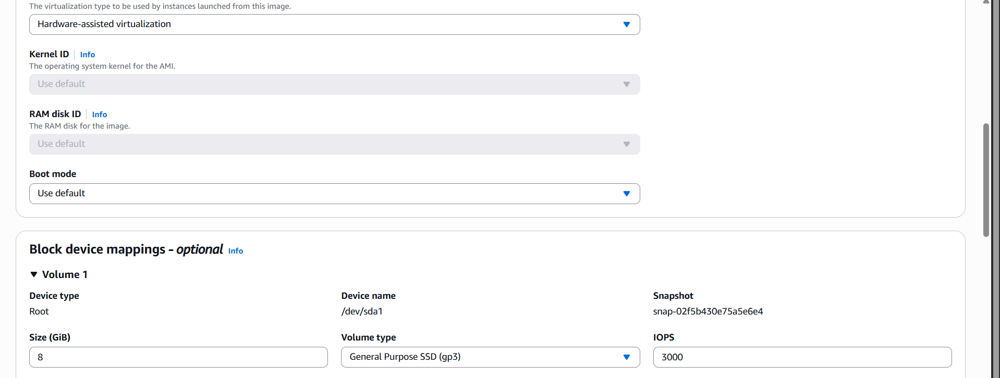 The virtualization type to be used by instances launched from this image.
Hardware-assisted virtualization
Kernel ID Info
The operating system kernel for the AMI.
Use default
RAM disk ID Info
The RAM disk for the image.
Use default
Boot mode
Use default
Block device mappings - optional Info
Volume 1
Device type Device name Snapshot
Root /dev/sda1 snap-02f5b430e75a5e6e4
Size (GiB) Volume type IOPS
8 General Purpose SSD (gp3) 3000